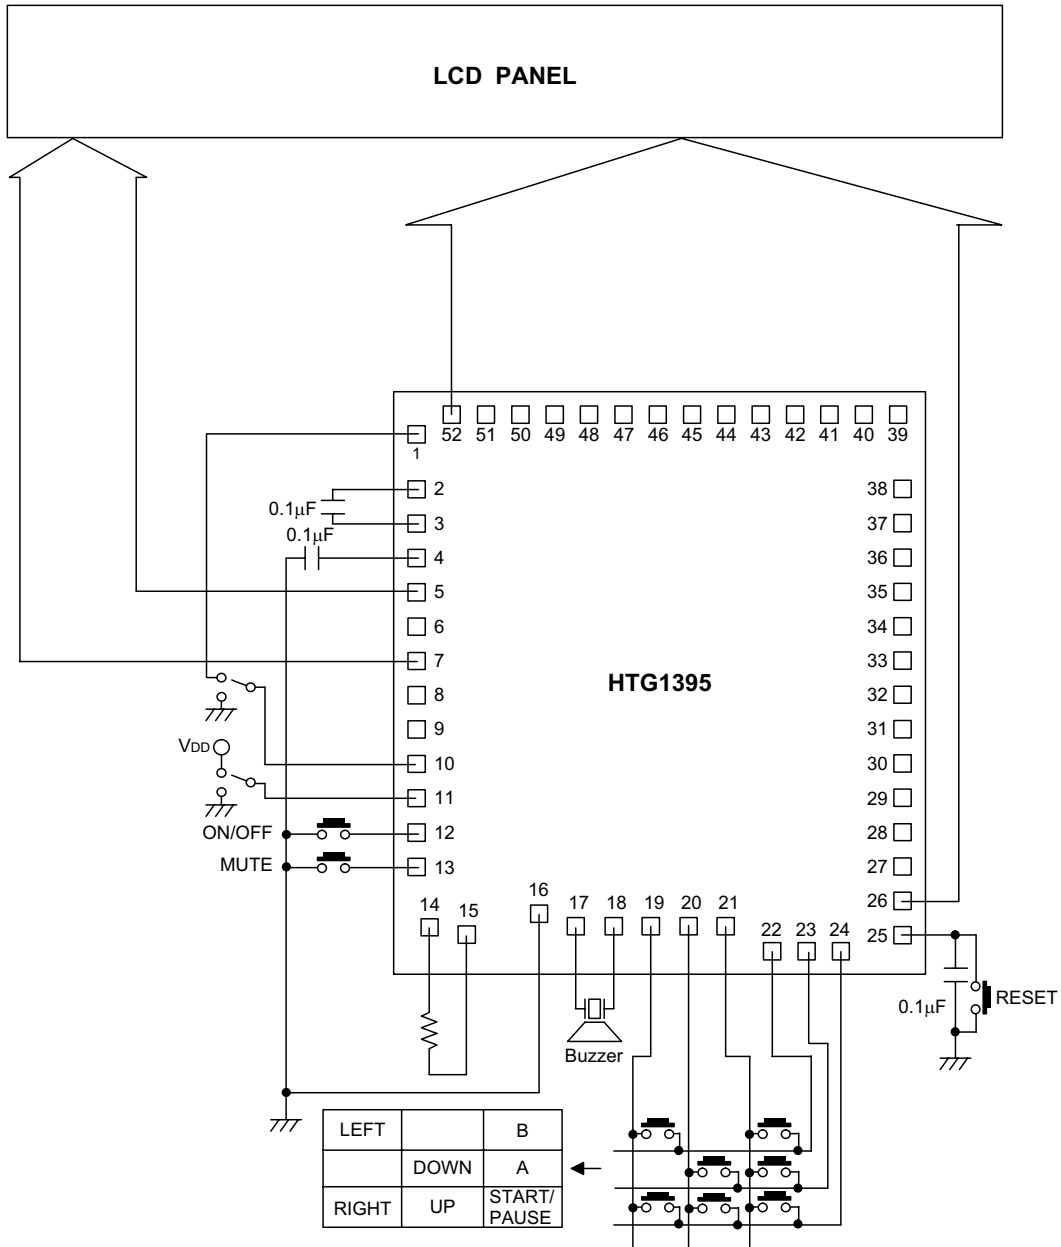 LCD PANEL
52 51 50 49 48 47 46 45 44 43 42 41 40 39
1
2
38
0.1μF
3
37
0.1μF
4
36
5
35
6
34
7
33
HTG1395
8
32
9
31
VDD
10
30
11
29
ON/OFF
12
28
MUTE
13
27
26
14 15 16 17 18 19 20 21 22 23 24
25
0.1μF
RESET
Buzzer
LEFT B
DOWN A
RIGHT UP START/
PAUSE